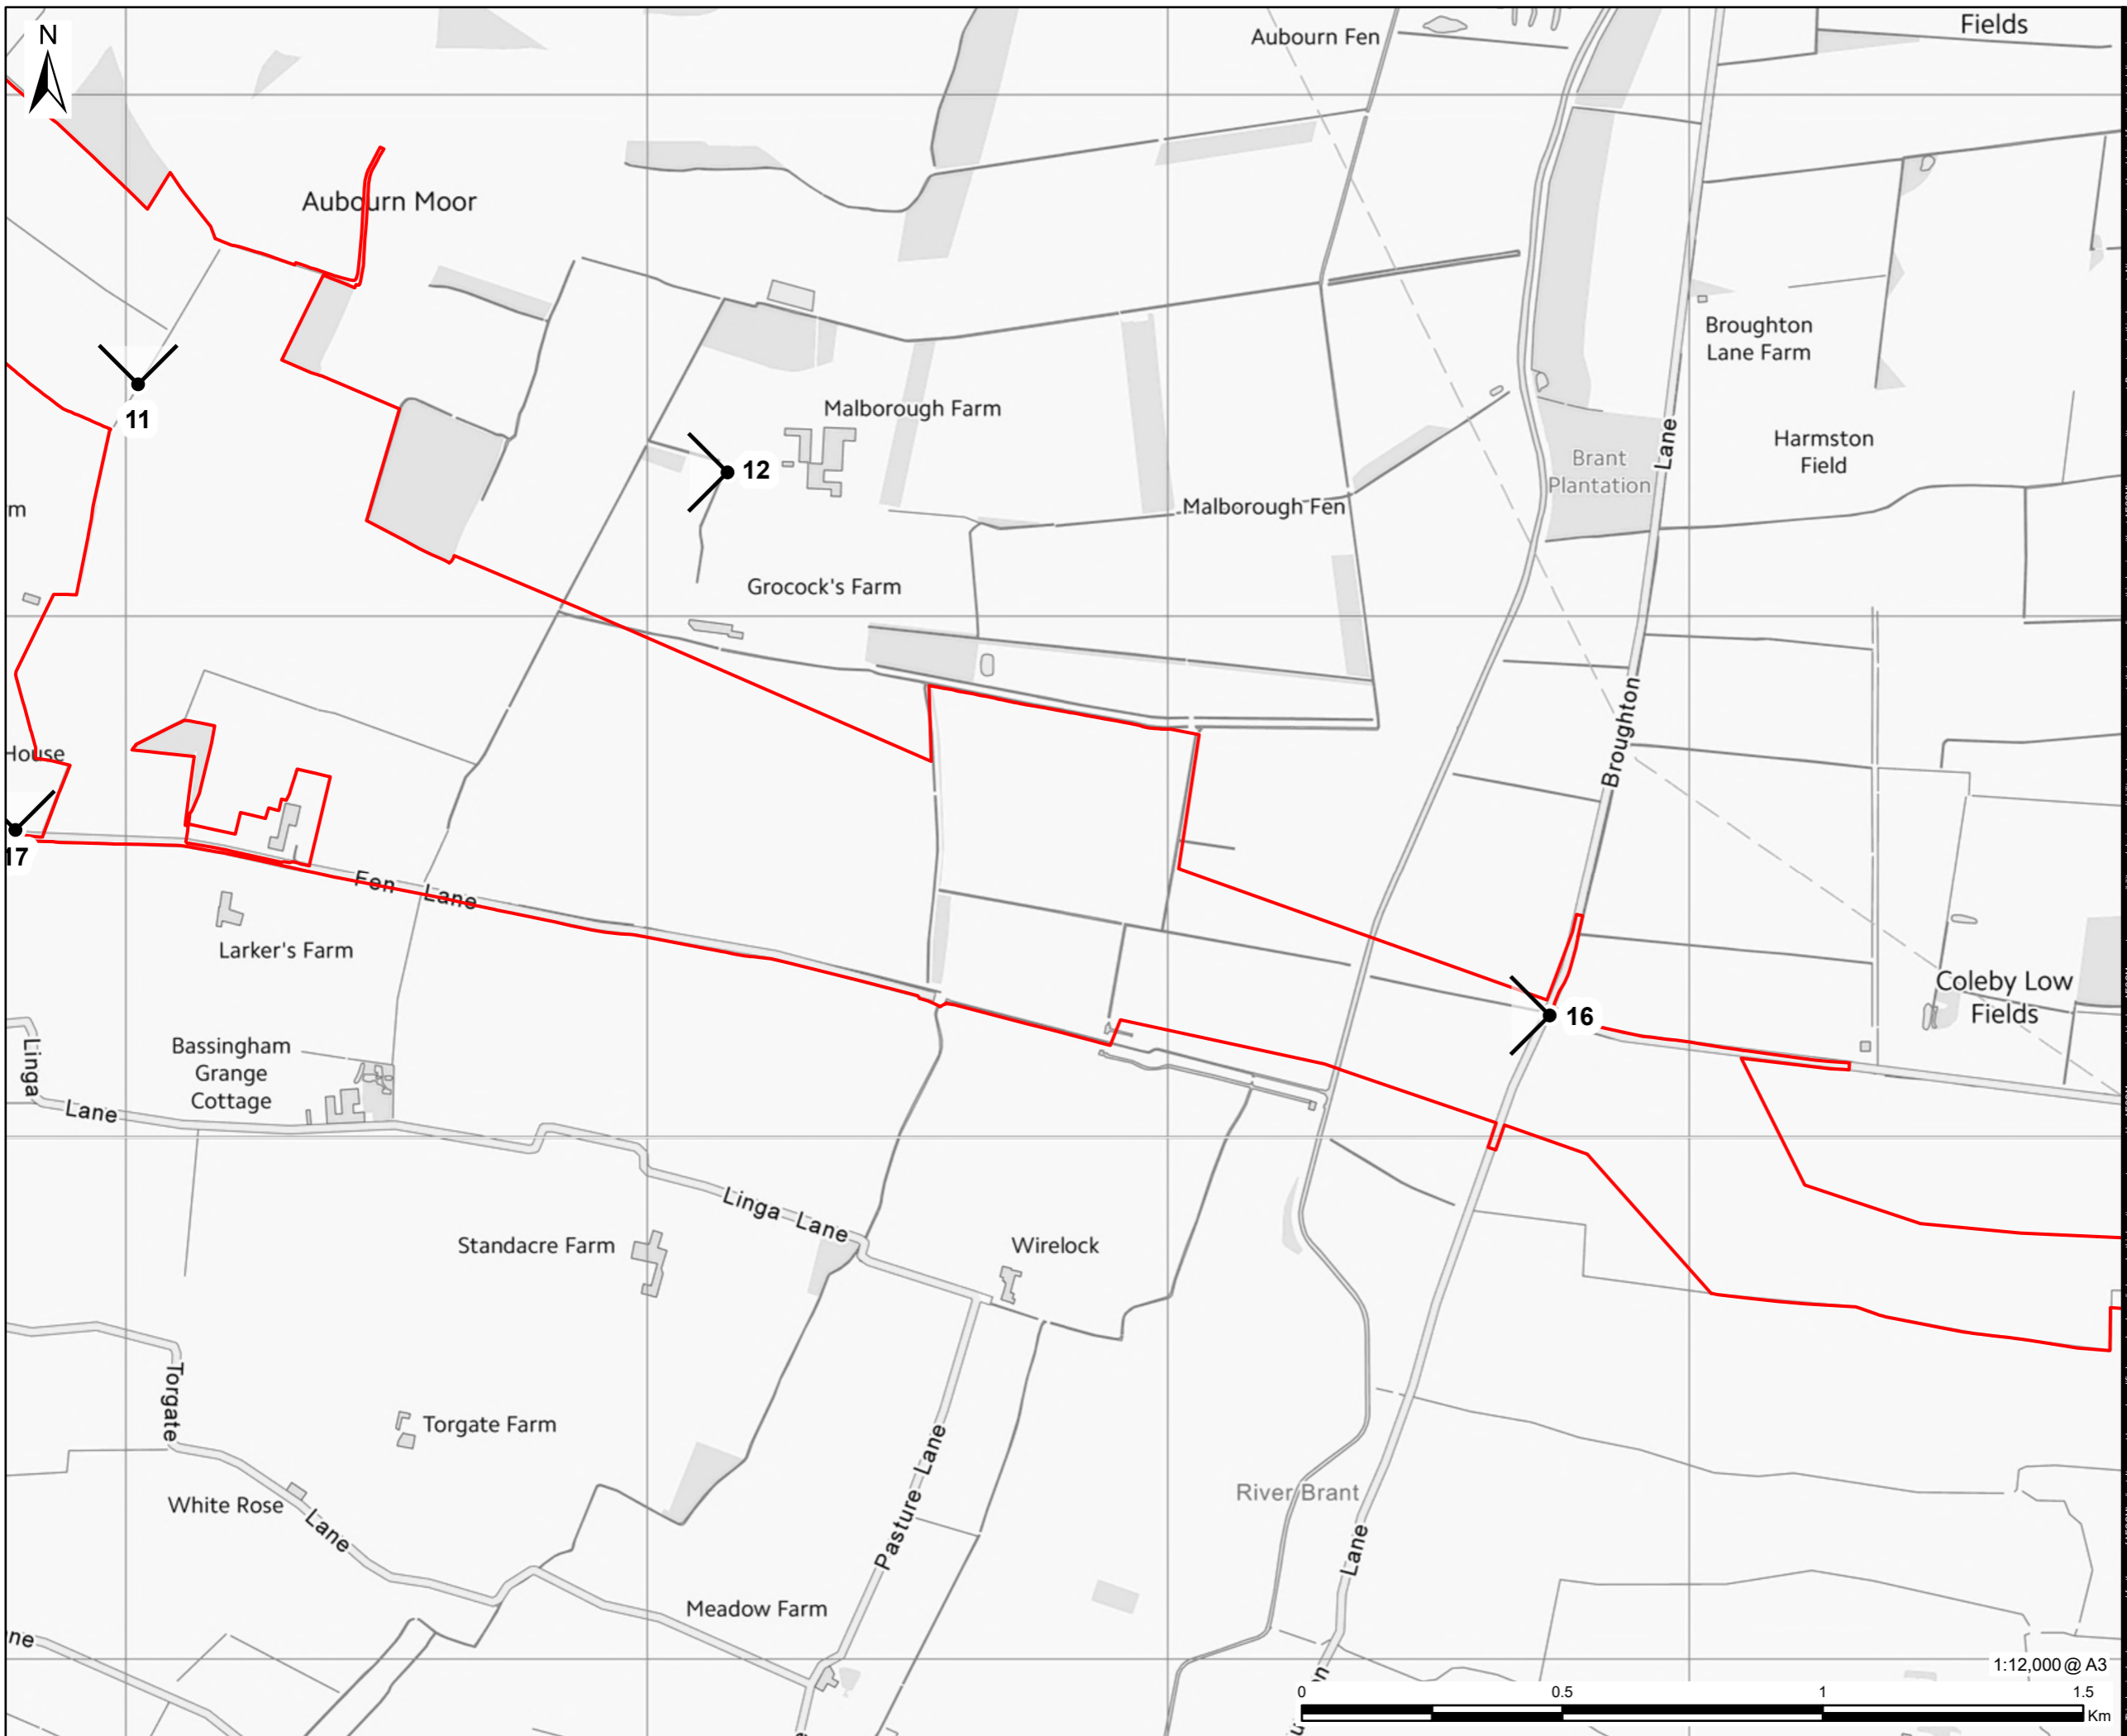 Fields
Aubourn Fen
N
Aubourn Moor
Broughton
Lane Farm
11
Malborough Farm
Lane
Harmston
Field
12
Brant
Plantation
Malborough Fen
m
Grocock's Farm
Broughton
House
17
Fen Lane
Larker's Farm
Coleby Low
Fields
16
Linga
Lane
Bassingham
Grange
Cottage
Linga Lane
Standacre Farm
Wirelock
Torgate
Lane
Torgate Farm
White Rose
Pasture Lane
River Brant
Lane
Meadow Farm
ne
1:12,000 @ A3
0
0.5
1
1.5
Km